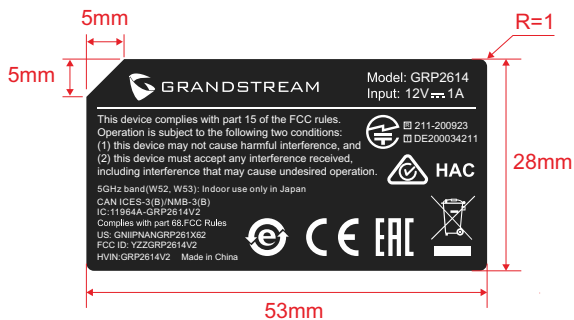 5mm
R=1
5mm
GRANDSTREAM
Model: GRP2614
Input: 12V⎓1A
This device complies with part 15 of the FCC rules.
Operation is subject to the following two conditions:
(1) this device may not cause harmful interference, and
(2) this device must accept any interference received,
including interference that may cause undesired operation.
R 211-200923
T DE200034211
HAC
28mm
5GHz band(W52, W53): Indoor use only in Japan
CAN ICES-3(B)/NMB-3(B)
IC:11964A-GRP2614V2
Complies with part 68.FCC Rules
US: GNIIPNANGRP261X62
FCC ID: YZZGRP2614V2
HVIN:GRP2614V2 Made in China
e
CE
EAC
53mm